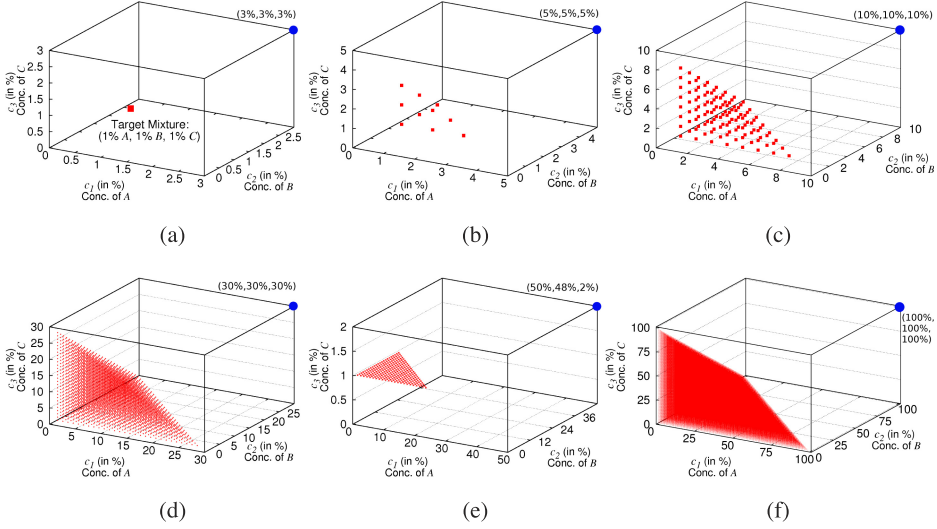 (3%,3%,3%)
3
2.5
2
1.5
1
0.5
0
c3 (in %)
Conc. of C
Target Mixture:
(1% A, 1% B, 1% C)
0
0.5
1
1.5
2
2.5
3
c1 (in %)
Conc. of A
0
0.5
1
1.5
2
2.5
c2 (in %)
Conc. of B
(a)
(5%,5%,5%)
5
4
3
2
1
0
c3 (in %)
Conc. of C
0
1
2
3
4
5
c1 (in %)
Conc. of A
0
1
2
3
4
c2 (in %)
Conc. of B
(b)
(10%,10%,10%)
10
8
6
4
2
0
c3 (in %)
Conc. of C
0
2
4
6
8
10
c1 (in %)
Conc. of A
0
2
4
6
8
10
c2 (in %)
Conc. of B
(c)
(30%,30%,30%)
30
25
20
15
10
5
0
c3 (in %)
Conc. of C
0
5
10
15
20
25
30
c1 (in %)
Conc. of A
0
5
10
15
20
25
c2 (in %)
Conc. of B
(d)
(50%,48%,2%)
2
1.5
1
0.5
0
c3 (in %)
Conc. of C
0
10
20
30
40
50
c1 (in %)
Conc. of A
0
12
24
36
c2 (in %)
Conc. of B
(e)
(100%,
100%,
100%)
100
75
50
25
0
c3 (in %)
Conc. of C
0
25
50
75
100
c1 (in %)
Conc. of A
0
25
50
75
100
c2 (in %)
Conc. of B
(f)